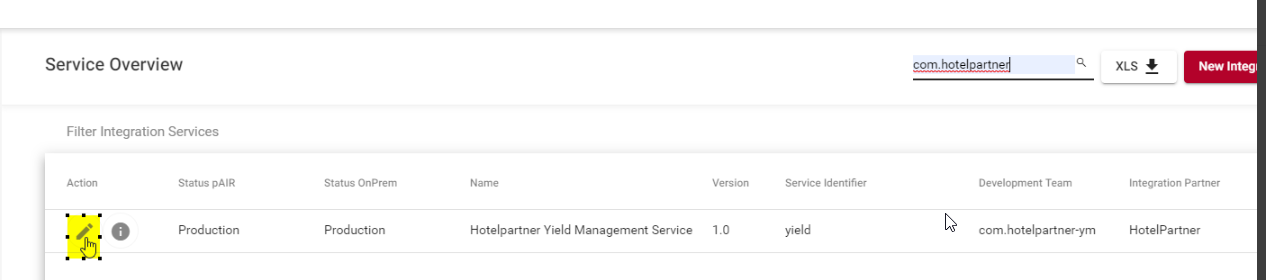 Service Overview
com.hotelpartner
XLS
New Integ
Filter Integration Services
Action Status pAIR Status OnPrem Name Version Service Identifier Development Team Integration Partner
Production Production Hotelpartner Yield Management Service 1.0 yield com.hotelpartner-ym HotelPartner